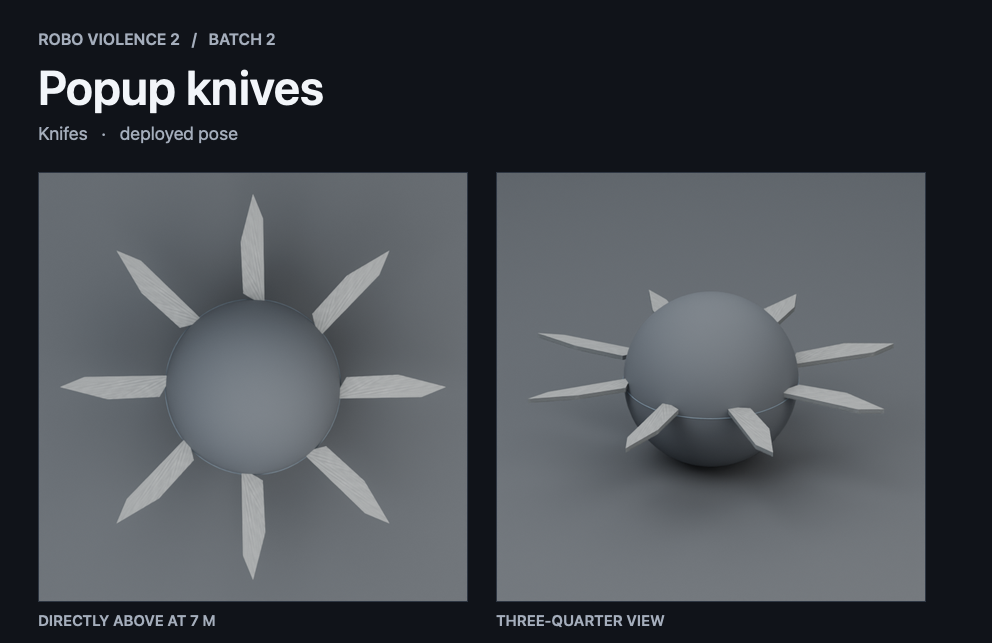 ROBO VIOLENCE 2 / BATCH 2
Popup knives
Knifes · deployed pose
DIRECTLY ABOVE AT 7 M
THREE-QUARTER VIEW